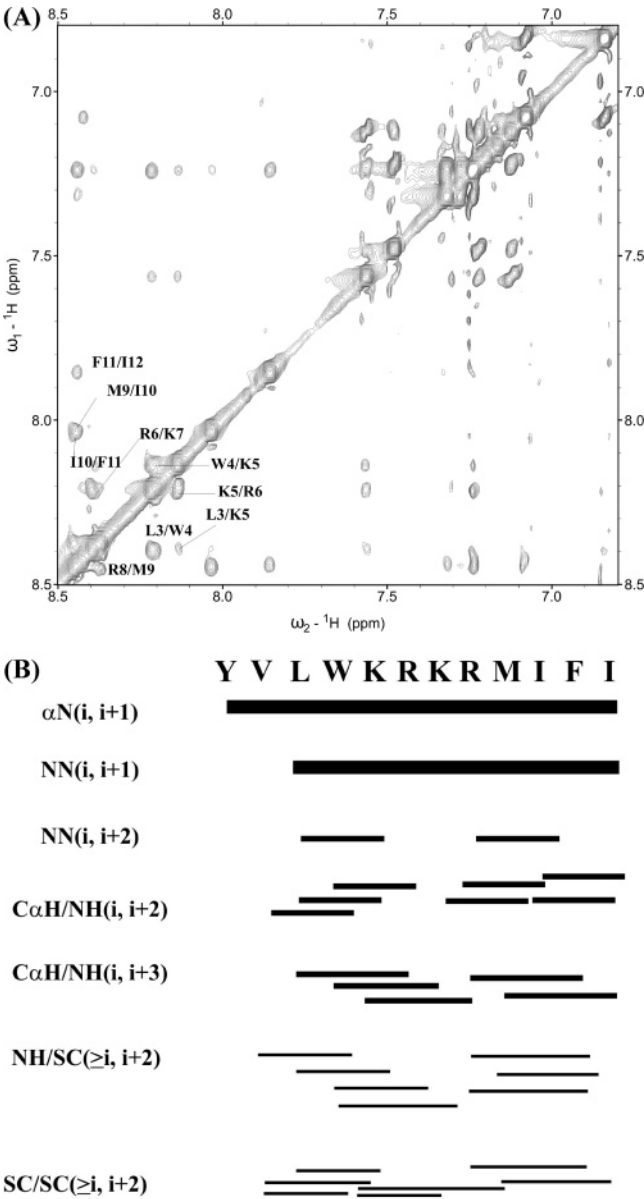 (A)
7.5
7.0
7.0
7.0
7.5
7.5
ω1 - 1H (ppm)
F11/I12
M9/I10
8.0
8.0
R6/K7
I10/F11
W4/K5
K5/R6
L3/K5
L3/W4
R8/M9
8.5
8.5
8.5
8.0
7.5
7.0
ω2 - 1H (ppm)
(B)
Y V L W K R K R M I F I
αN(i, i+1)
NN(i, i+1)
NN(i, i+2)
CαH/NH(i, i+2)
CαH/NH(i, i+3)
NH/SC(≥i, i+2)
SC/SC(≥i, i+2)